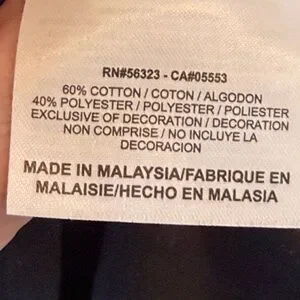 RN#56323 - CA#05553
60% COTTON / COTON / ALGODON
40% POLYESTER / POLYESTER / POLIESTER
EXCLUSIVE OF DECORATION / DECORATION
NON COMPRISE / NO INCLUYE LA
DECORACION
MADE IN MALAYSIA/FABRIQUE EN
MALAISIE/HECHO EN MALASIA